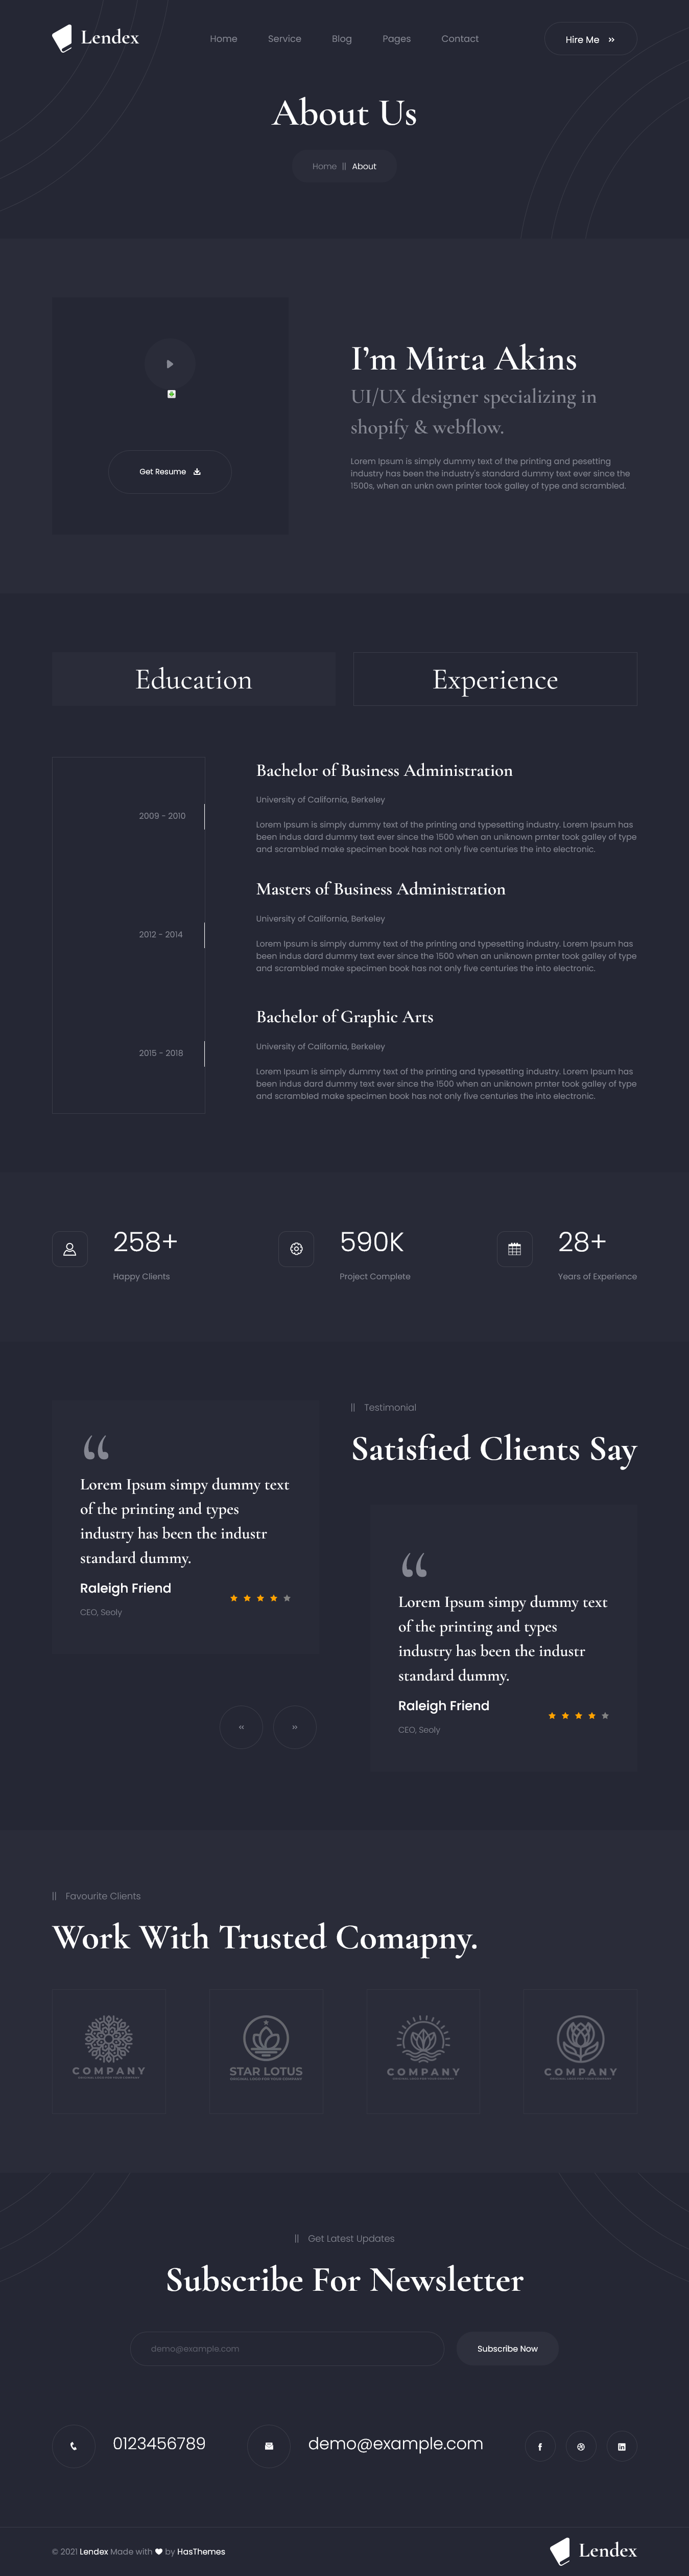 Lendex
Home
Service
Blog
Pages
Contact
Hire Me
About Us
Home || About
Get Resume
I'm Mirta Akins
UI/UX designer specializing in
shopify & webflow.
Lorem Ipsum is simply dummy text of the printing and pesetting
industry has been the industry's standard dummy text ever since the
1500s, when an unkn own printer took galley of type and scrambled.
Education
Experience
2009 - 2010
Bachelor of Business Administration
University of California, Berkeley
Lorem Ipsum is simply dummy text of the printing and typesetting industry. Lorem Ipsum has
been indus dard dummy text ever since the 1500 when an uniknown prnter took galley of type
and scrambled make specimen book has not only five centuries the into electronic.
2012 - 2014
Masters of Business Administration
University of California, Berkeley
Lorem Ipsum is simply dummy text of the printing and typesetting industry. Lorem Ipsum has
been indus dard dummy text ever since the 1500 when an uniknown prnter took galley of type
and scrambled make specimen book has not only five centuries the into electronic.
2015 - 2018
Bachelor of Graphic Arts
University of California, Berkeley
Lorem Ipsum is simply dummy text of the printing and typesetting industry. Lorem Ipsum has
been indus dard dummy text ever since the 1500 when an uniknown prnter took galley of type
and scrambled make specimen book has not only five centuries the into electronic.
258+
Happy Clients
590K
Project Complete
28+
Years of Experience
|| Testimonial
Satisfied Clients Say
“
Lorem Ipsum simpy dummy text
of the printing and types
industry has been the industr
standard dummy.
Raleigh Friend
CEO, Seoly
“
Lorem Ipsum simpy dummy text
of the printing and types
industry has been the industr
standard dummy.
Raleigh Friend
CEO, Seoly
|| Favourite Clients
Work With Trusted Comapny.
COMPANY
STAR LOTUS
COMPANY
COMPANY
|| Get Latest Updates
Subscribe For Newsletter
demo@example.com
Subscribe Now
0123456789
demo@example.com
© 2021 Lendex Made with ❤ by HasThemes
Lendex